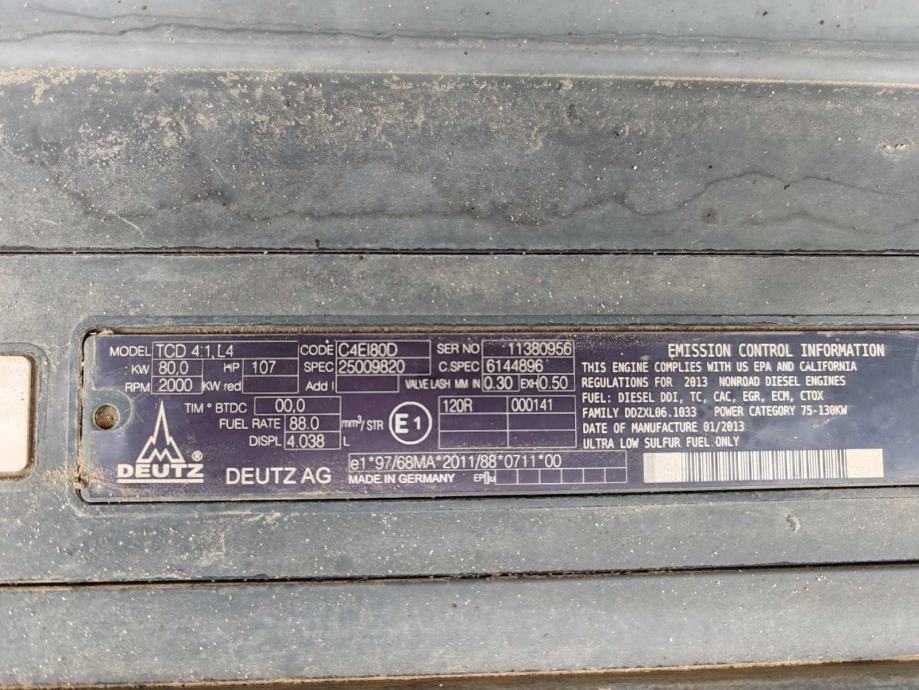 MODEL TCD 4.1, L4 CODE C4EI80D SER NO 11380956
KW 80,0 HP 107 SPEC 25009820 C.SPEC 6144896
RPM 2000 KW red Add I VALVE LASH MM IN 0.30 EXH 0.50
TIM ° BTDC 00,0 120R 000141
FUEL RATE 88.0 mm³/STR E1
DISPL 4.038 L
DEUTZ® DEUTZ AG
e1*97/68MA*2011/88*0711*00
MADE IN GERMANY EP
EMISSION CONTROL INFORMATION
THIS ENGINE COMPLIES WITH US EPA AND CALIFORNIA
REGULATIONS FOR 2013 NONROAD DIESEL ENGINES
FUEL: DIESEL DDI, TC, CAC, EGR, ECM, CTOX
FAMILY DDZXL06.1033 POWER CATEGORY 75-130KW
DATE OF MANUFACTURE 01/2013
ULTRA LOW SULFUR FUEL ONLY